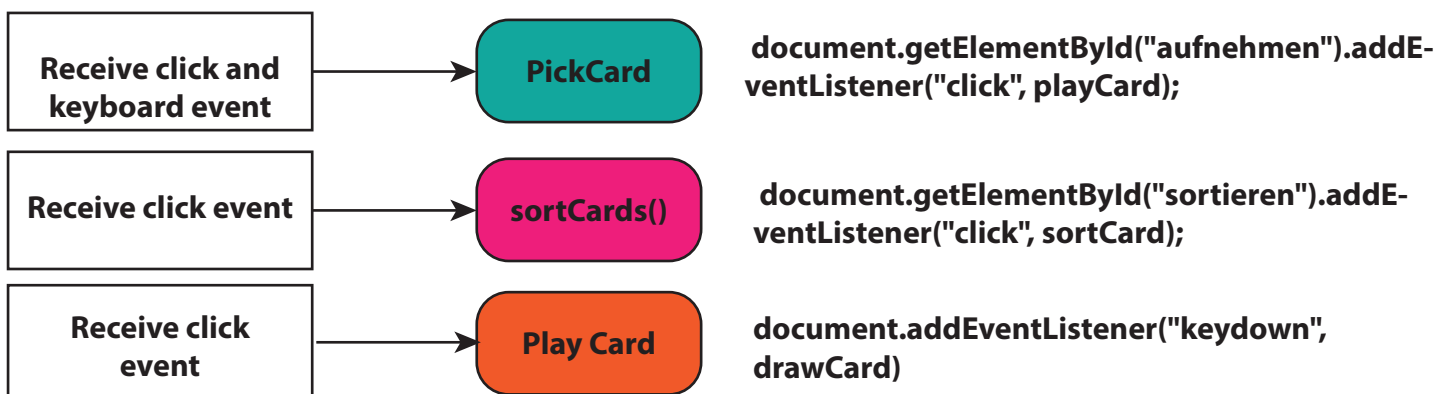 Receive click and
keyboard event
PickCard
document.getElementById("aufnehmen").addE-
ventListener("click", playCard);
Receive click event
sortCards()
document.getElementById("sortieren").addE-
ventListener("click", sortCard);
Receive click
event
Play Card
document.addEventListener("keydown",
drawCard)